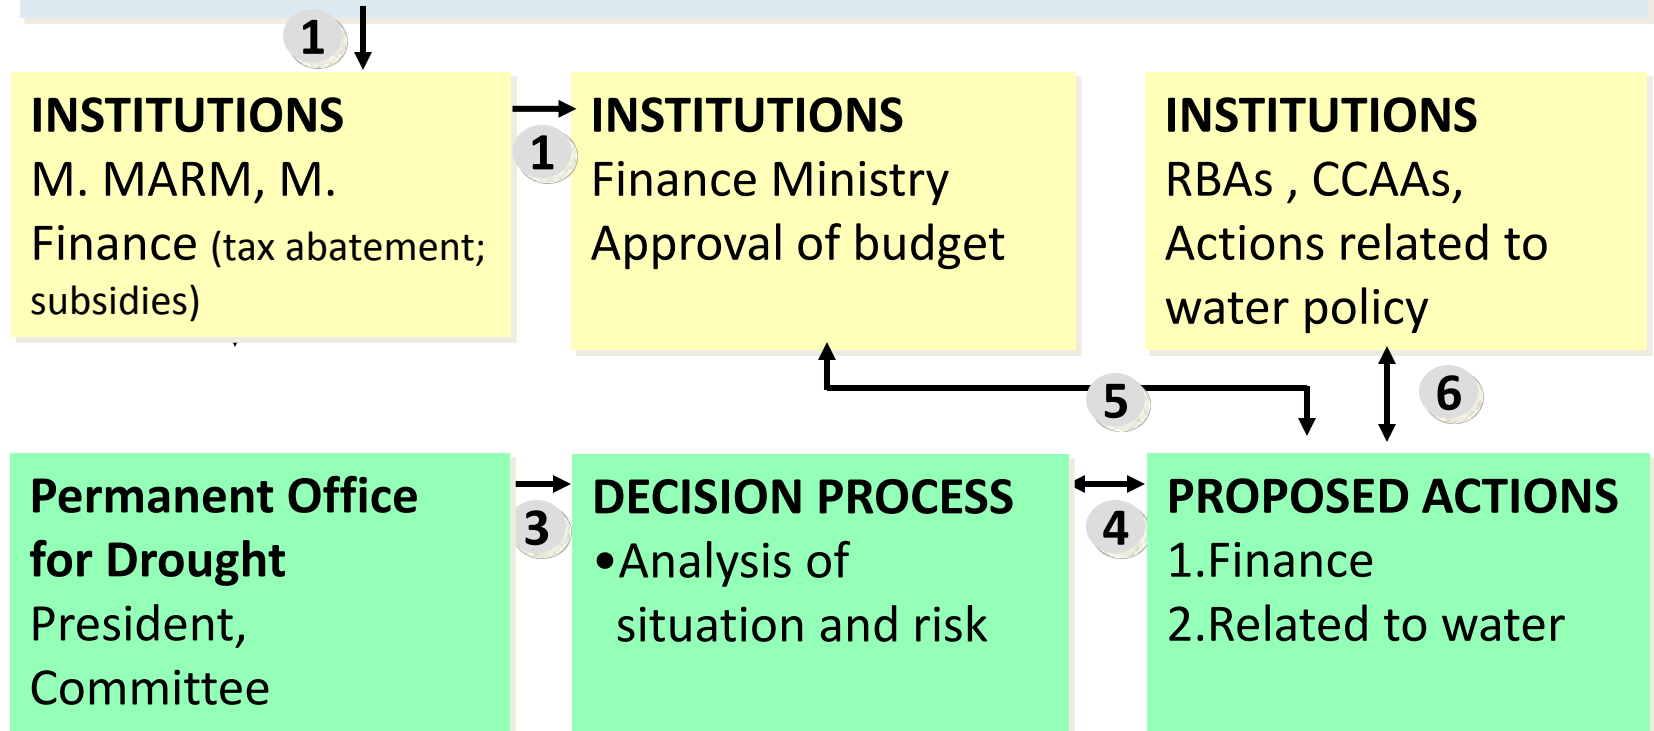 1
INSTITUTIONS
M. MARM, M.
Finance (tax abatement;
subsidies)
1
INSTITUTIONS
Finance Ministry
Approval of budget
INSTITUTIONS
RBAs , CCAAs,
Actions related to
water policy
5
6
Permanent Office
for Drought
President,
Committee
3
DECISION PROCESS
•Analysis of
situation and risk
4
PROPOSED ACTIONS
1.Finance
2.Related to water